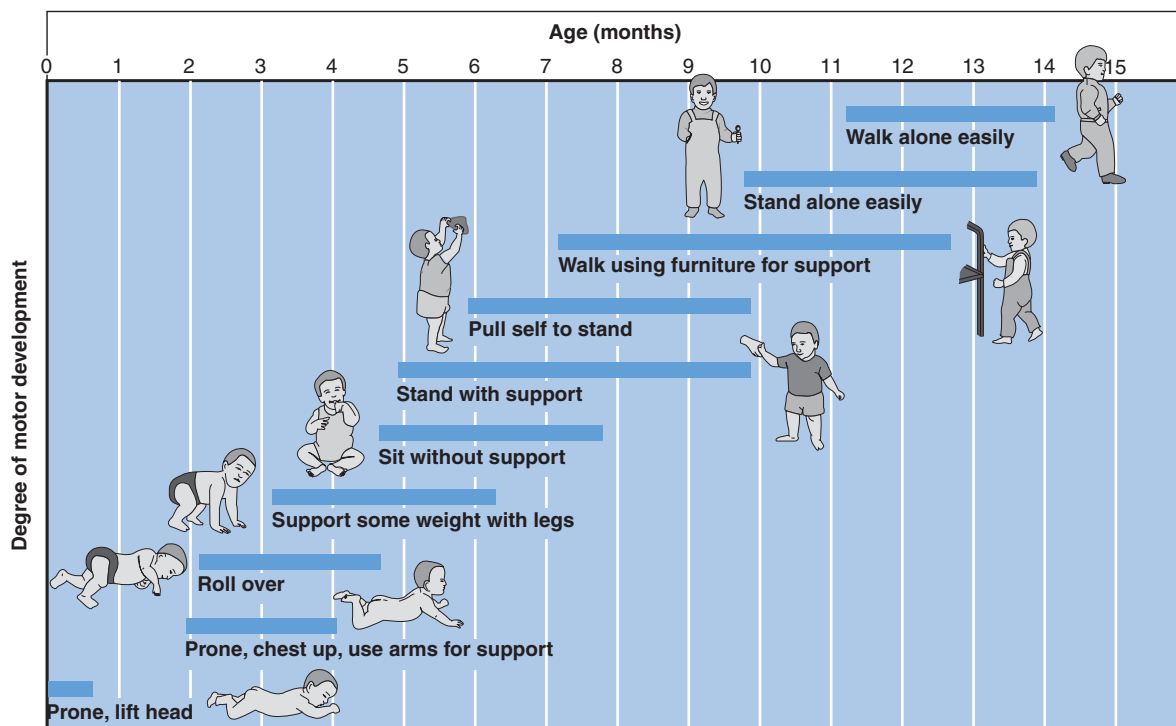 Age (months)
0 1 2 3 4 5 6 7 8 9 10 11 12 13 14 15
Degree of motor development
Walk alone easily
Stand alone easily
Walk using furniture for support
Pull self to stand
Stand with support
Sit without support
Support some weight with legs
Roll over
Prone, chest up, use arms for support
Prone, lift head